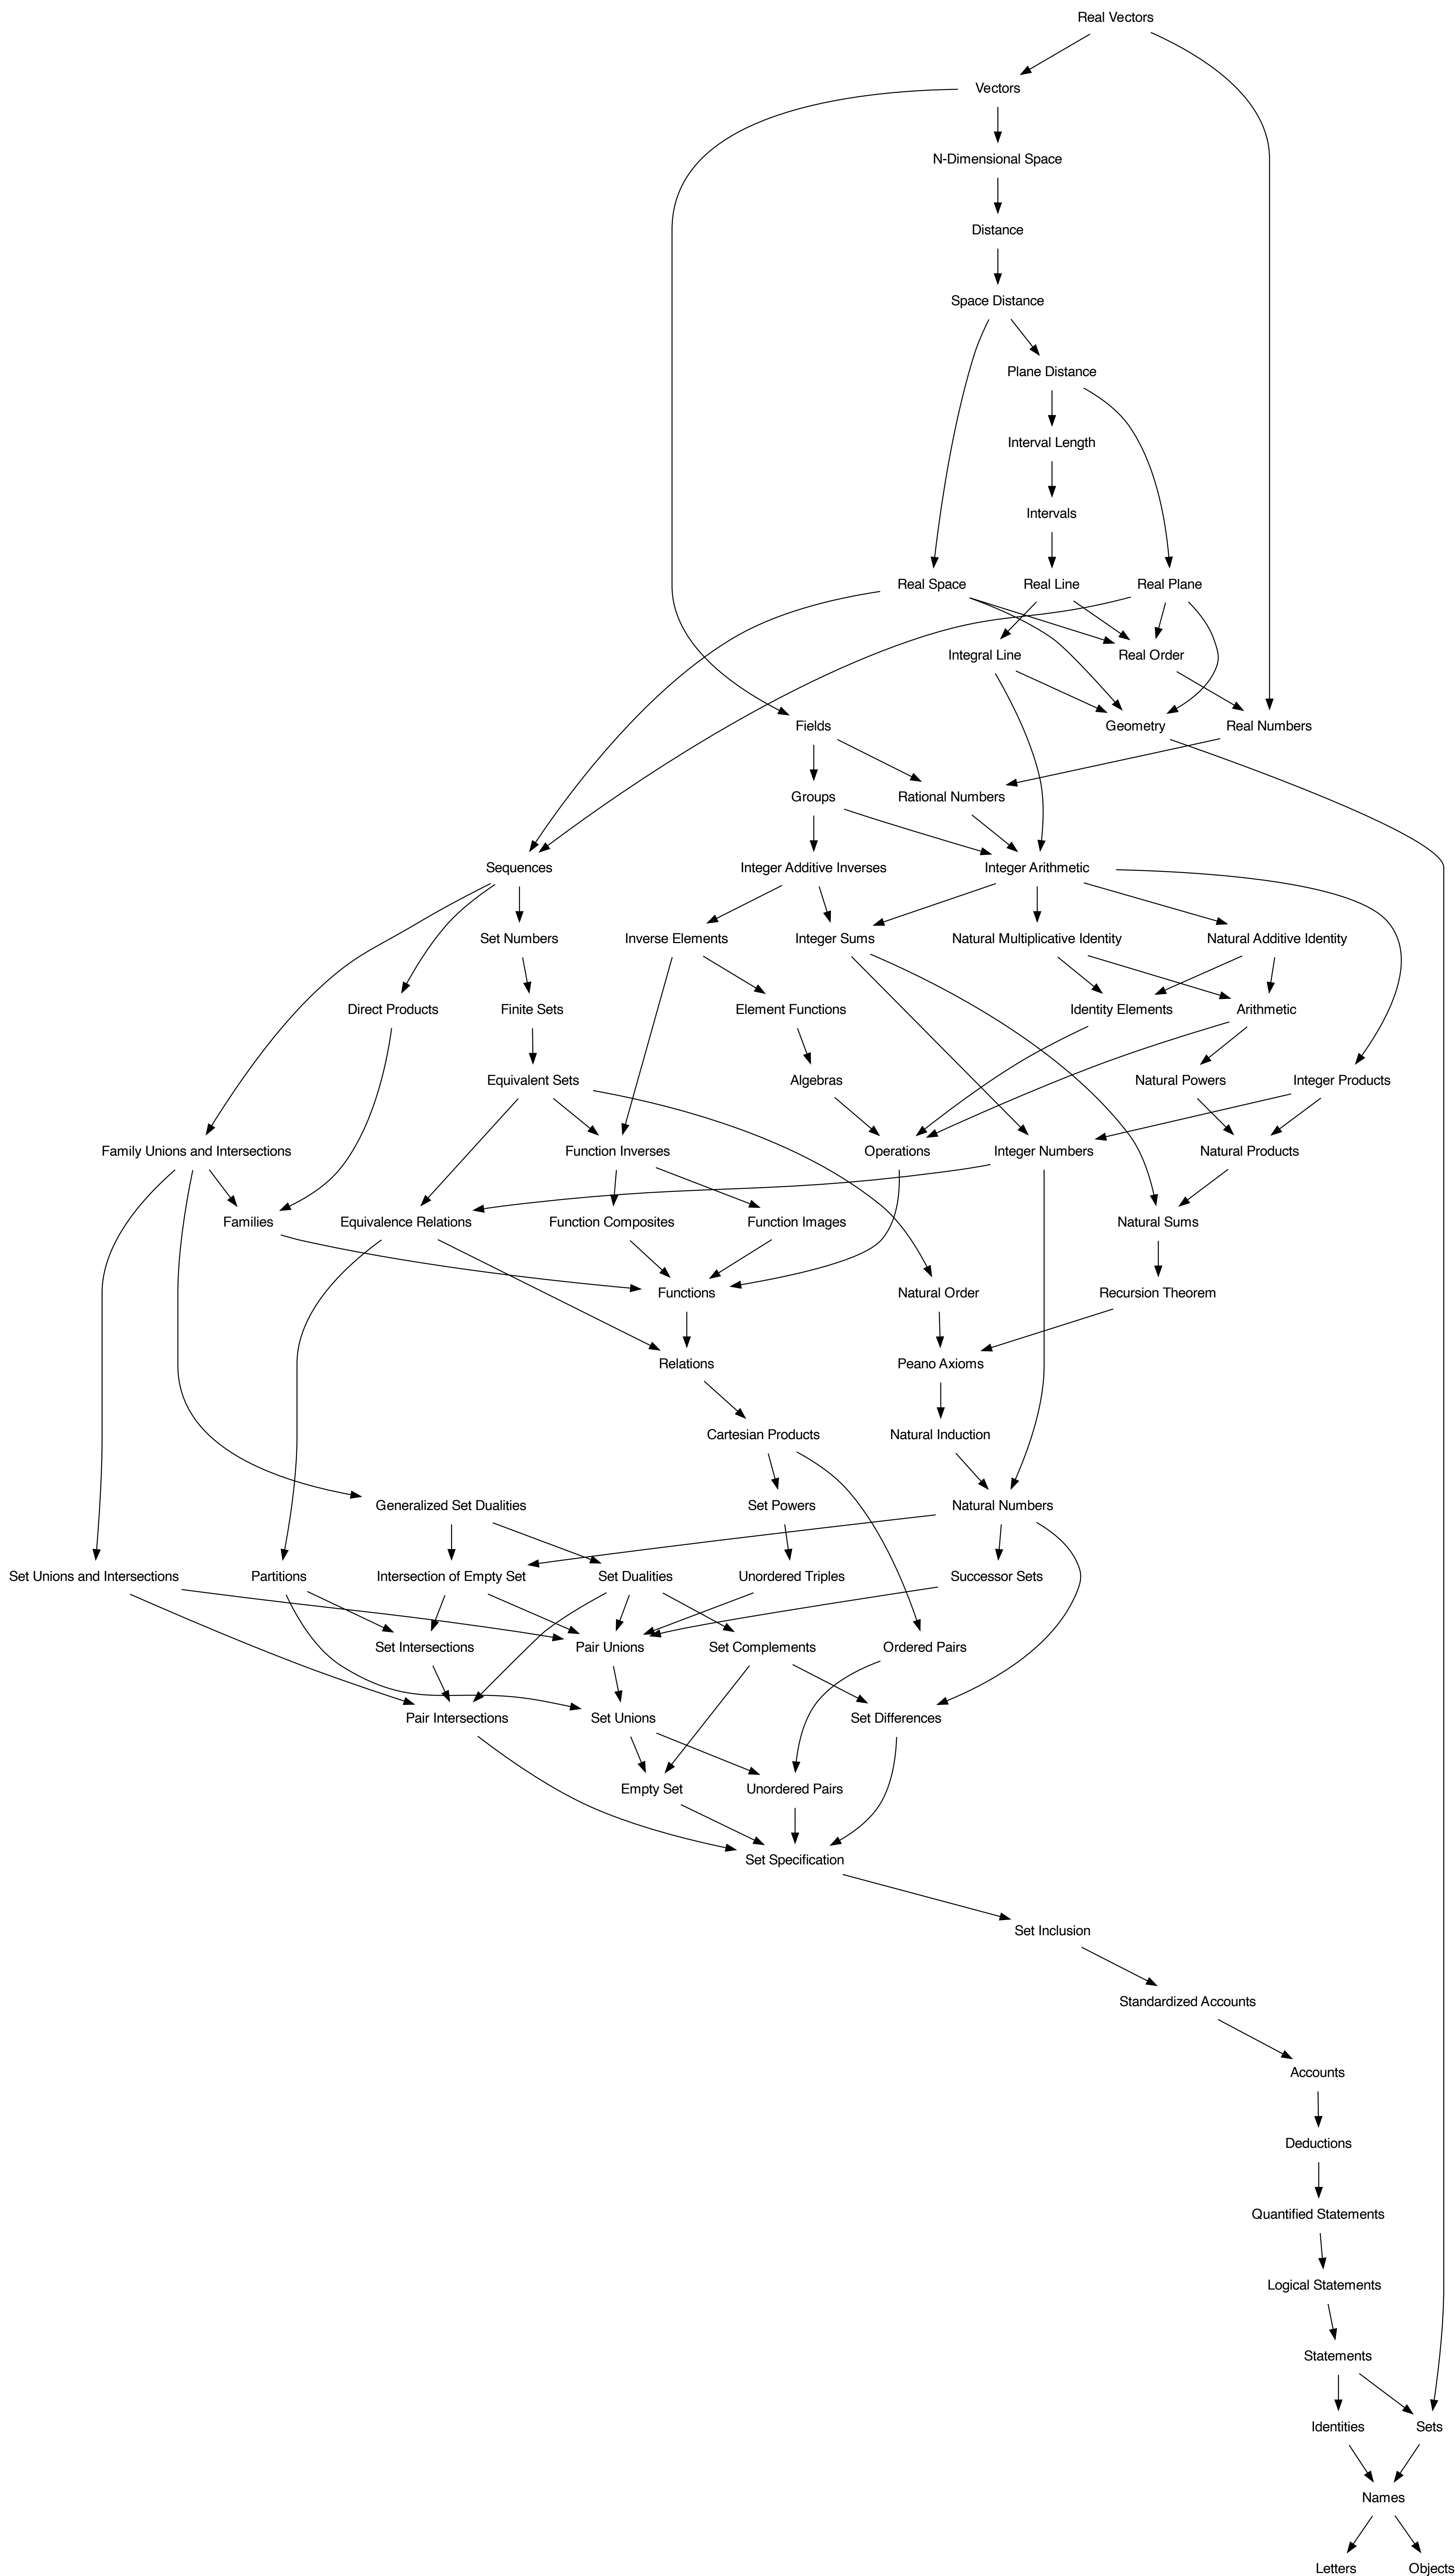 Real Vectors
Vectors
N-Dimensional Space
Distance
Space Distance
Plane Distance
Interval Length
Intervals
Real Space
Real Line
Real Plane
Integral Line
Real Order
Fields
Geometry
Real Numbers
Groups
Rational Numbers
Sequences
Integer Additive Inverses
Integer Arithmetic
Set Numbers
Inverse Elements
Integer Sums
Natural Multiplicative Identity
Natural Additive Identity
Direct Products
Finite Sets
Element Functions
Identity Elements
Arithmetic
Equivalent Sets
Algebras
Natural Powers
Integer Products
Family Unions and Intersections
Function Inverses
Operations
Integer Numbers
Natural Products
Families
Equivalence Relations
Function Composites
Function Images
Natural Sums
Functions
Natural Order
Recursion Theorem
Relations
Peano Axioms
Cartesian Products
Natural Induction
Generalized Set Dualities
Set Powers
Natural Numbers
Set Unions and Intersections
Partitions
Intersection of Empty Set
Set Dualities
Unordered Triples
Successor Sets
Set Intersections
Pair Unions
Set Complements
Ordered Pairs
Pair Intersections
Set Unions
Set Differences
Empty Set
Unordered Pairs
Set Specification
Set Inclusion
Standardized Accounts
Accounts
Deductions
Quantified Statements
Logical Statements
Statements
Identities
Sets
Names
Letters
Objects